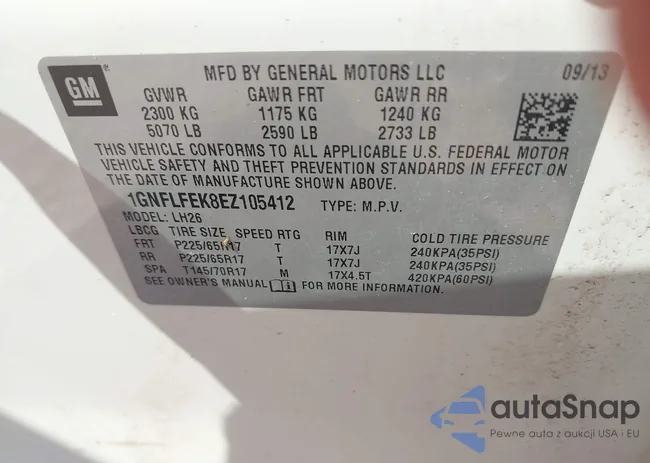 GM
MFD BY GENERAL MOTORS LLC 09/13
GVWR GAWR FRT GAWR RR
2300 KG 1175 KG 1240 KG
5070 LB 2590 LB 2733 LB
THIS VEHICLE CONFORMS TO ALL APPLICABLE U.S. FEDERAL MOTOR
VEHICLE SAFETY AND THEFT PREVENTION STANDARDS IN EFFECT ON
THE DATE OF MANUFACTURE SHOWN ABOVE.
1GNFLFEK8EZ105412 TYPE: M.P.V.
MODEL: LH26
LBCG TIRE SIZE SPEED RTG RIM COLD TIRE PRESSURE
FRT P225/65R17 T 17X7J 240KPA(35PSI)
RR P225/65R17 T 17X7J 240KPA(35PSI)
SPA T145/70R17 M 17X4.5T 420KPA(60PSI)
SEE OWNER'S MANUAL FOR MORE INFORMATION.
autaSnap
Pewne auta z aukcji USA i EU